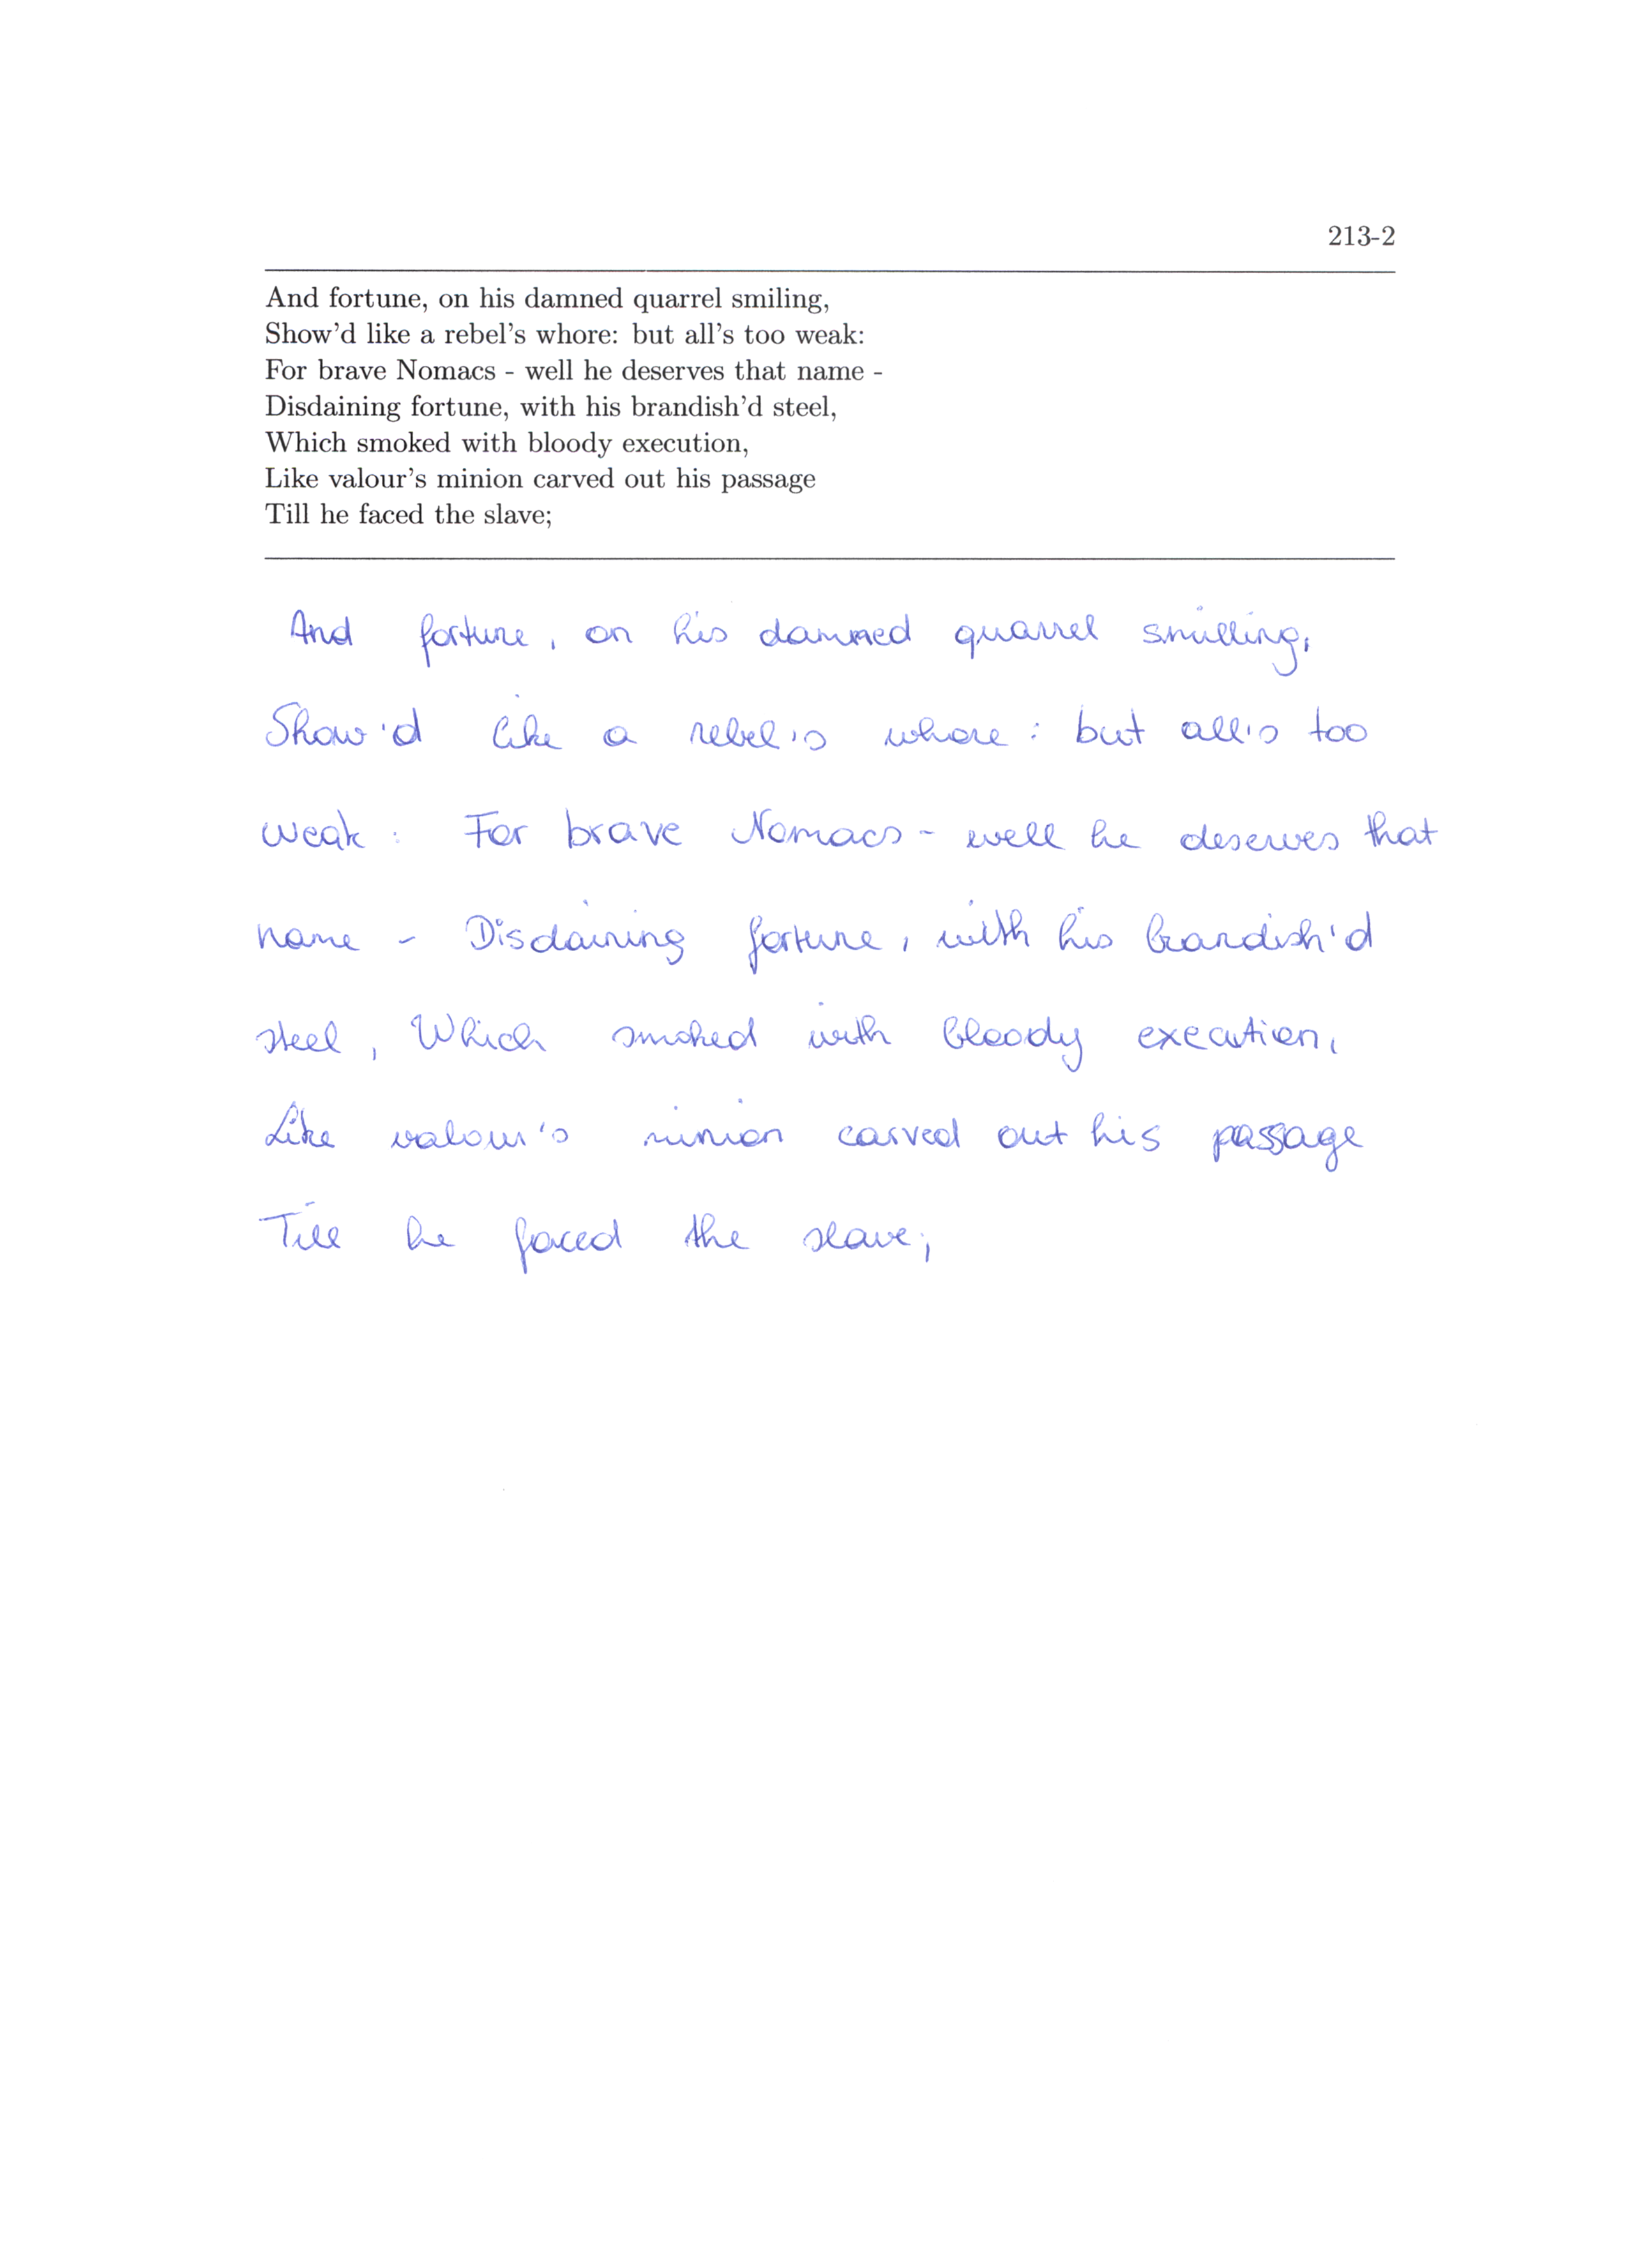 213-2
And fortune, on his damned quarrel smiling,
Show'd like a rebel's whore: but all's too weak:
For brave Nomacs - well he deserves that name -
Disdaining fortune, with his brandish'd steel,
Which smoked with bloody execution,
Like valour's minion carved out his passage
Till he faced the slave;
And fortune, on his damned quarrel smilling,
Show'd like a rebel's whore: but all's too
weak: For brave Nomacs - well he deserves that
name - Disdaining fortune, with his brandish'd
steel, Which smoked with bloody execution,
Like valour's minion carved out his passage
Till he faced the slave;